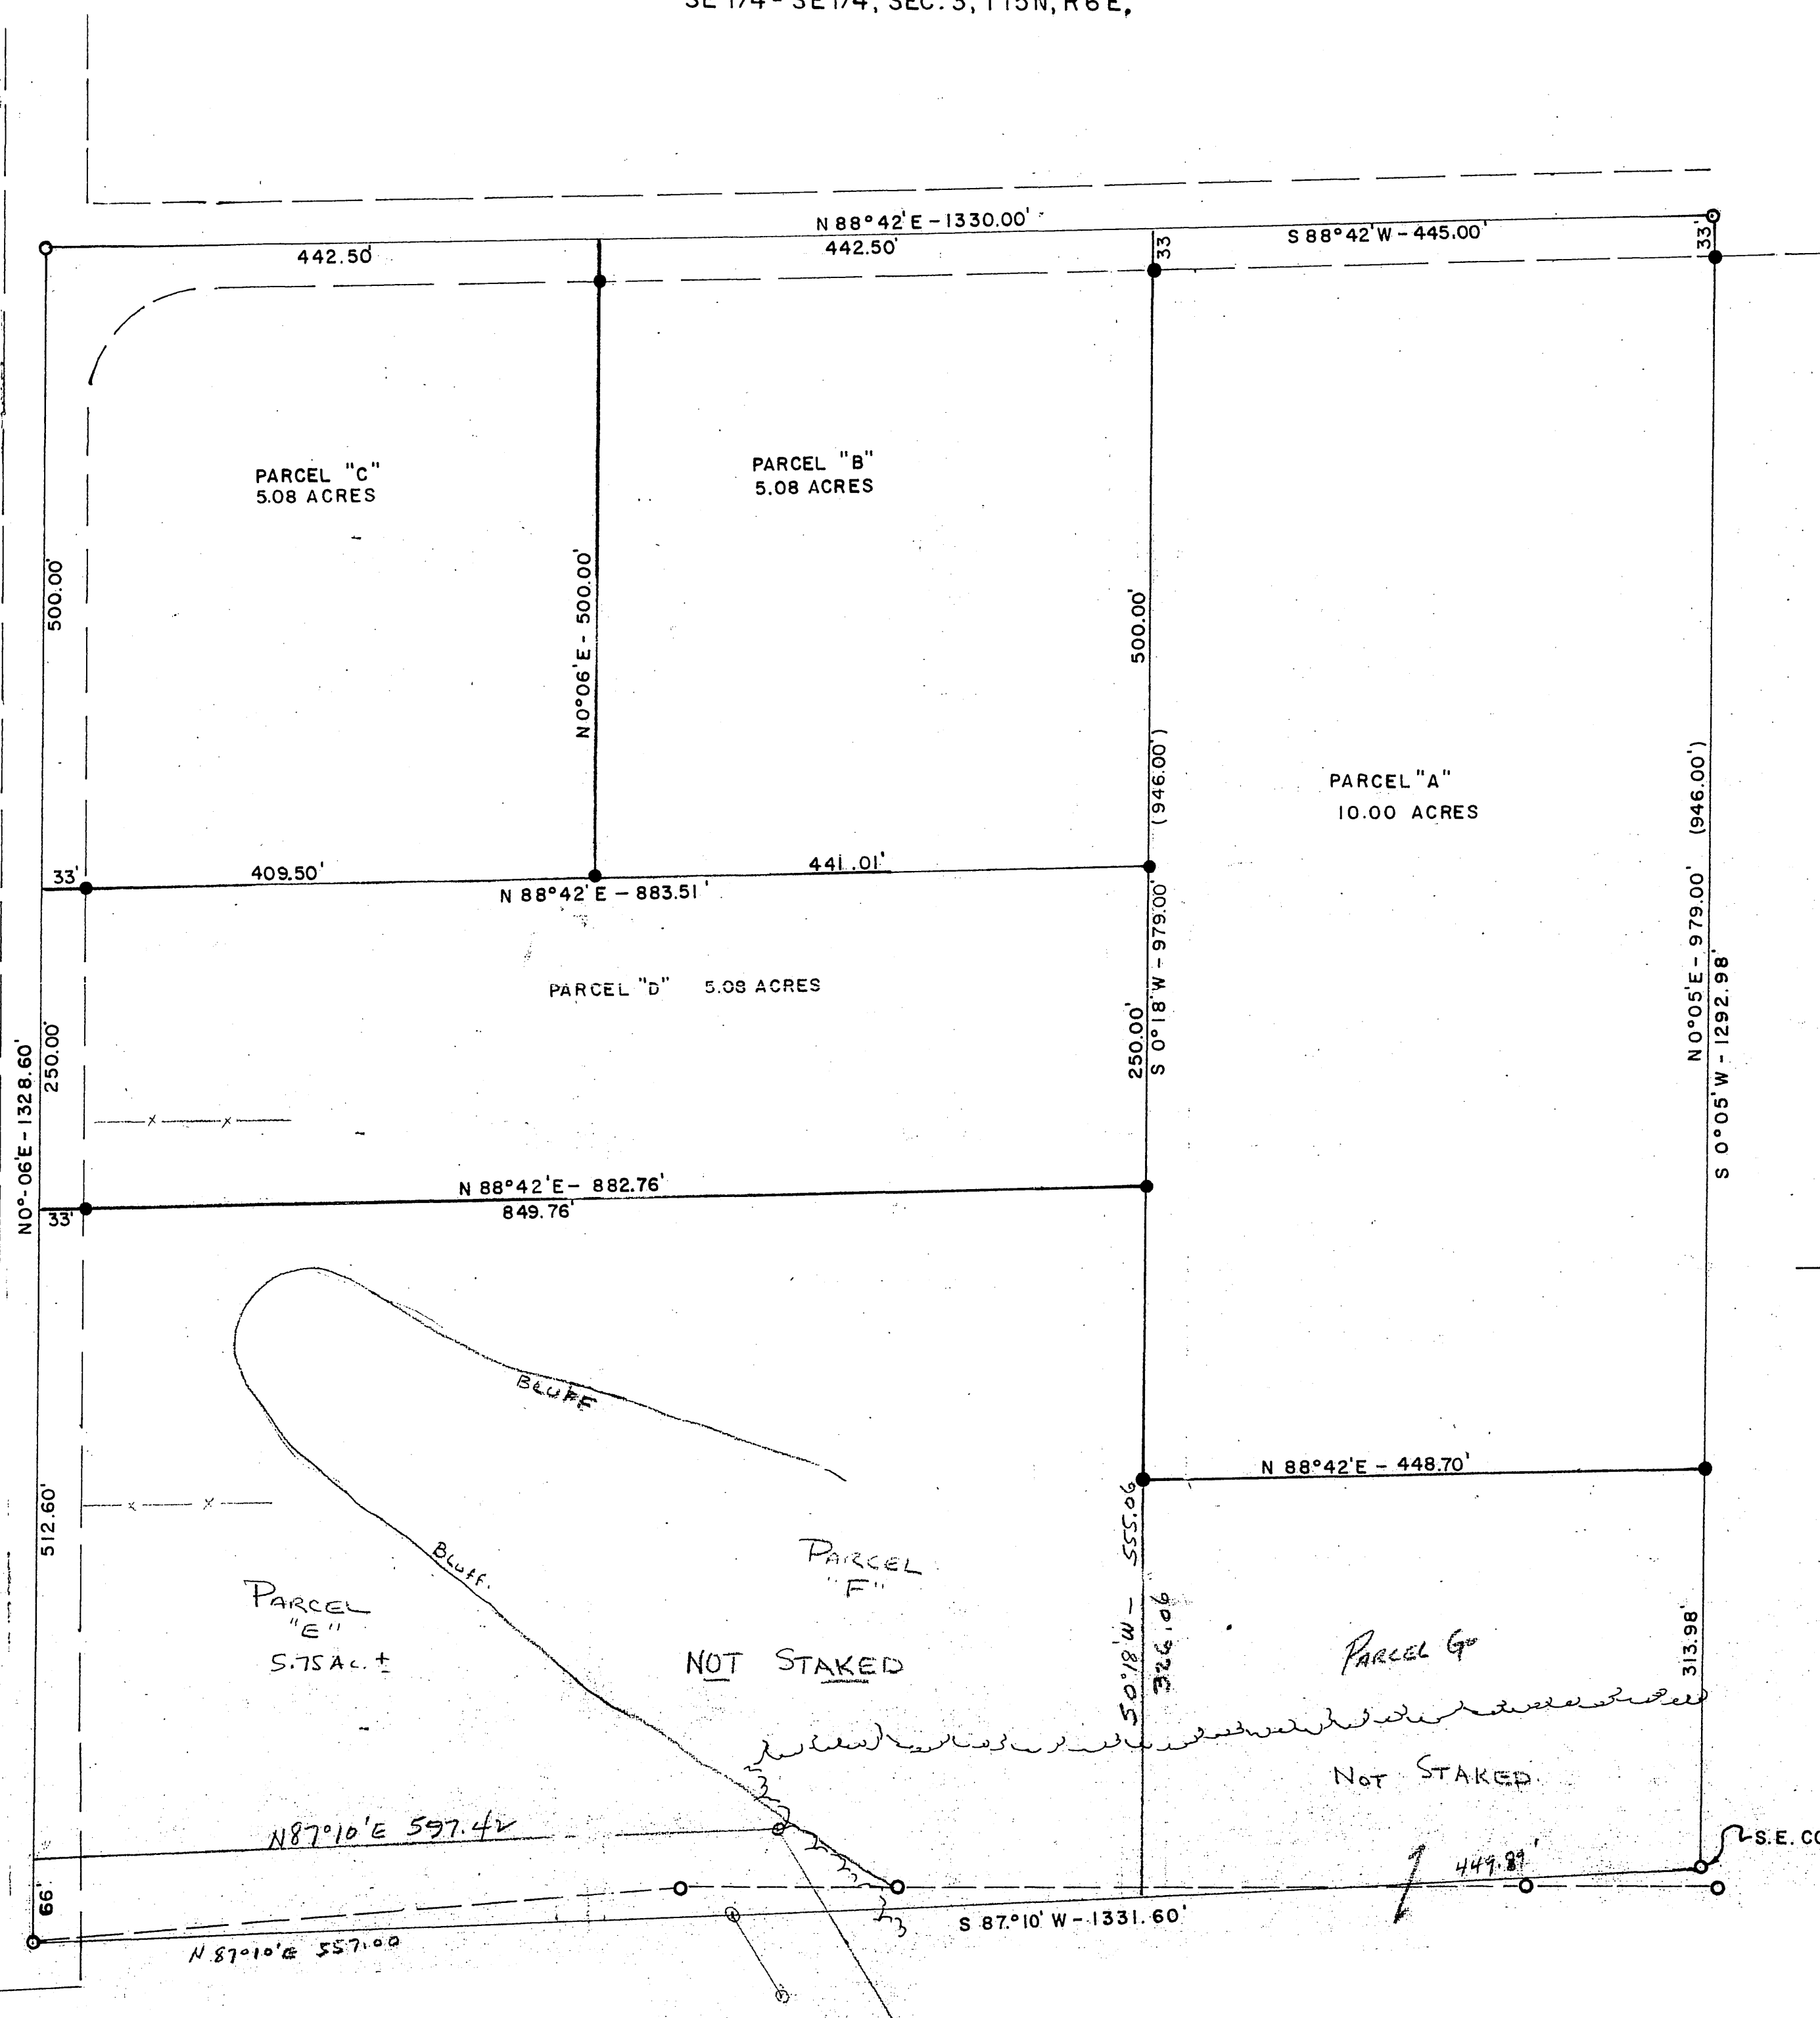 SE 1/4 - SE 1/4, SEC. 3, T15N, R6E,
N 88°42'E - 1330.00'
442.50'
442.50'
33
S 88°42'W - 445.00'
33'
PARCEL "C"
5.08 ACRES
PARCEL "B"
5.08 ACRES
500.00'
N 0°06'E - 500.00'
500.00'
(946.00')
PARCEL "A"
10.00 ACRES
(946.00')
33'
409.50'
441.01'
N 88°42'E - 883.51'
S 0°18'W - 979.00'
N 0°05'E - 979.00'
S 0°05'W - 1292.98'
PARCEL "D" 5.08 ACRES
250.00'
250.00'
N0°-06'E - 1328.60'
N 88°42'E - 882.76'
33'
849.76'
BLUFF
N 88°42'E - 448.70'
512.60'
Bluff.
PARCEL
"E"
5.75 Ac. ±
PARCEL
"F"
NOT STAKED
S0°18'W - 555.06
326.06
PARCEL G
313.98'
NOT STAKED
N87°10'E 597.42
66'
449.89'
S.E. CO
S 87°10' W - 1331.60'
N 87°10'E 557.00